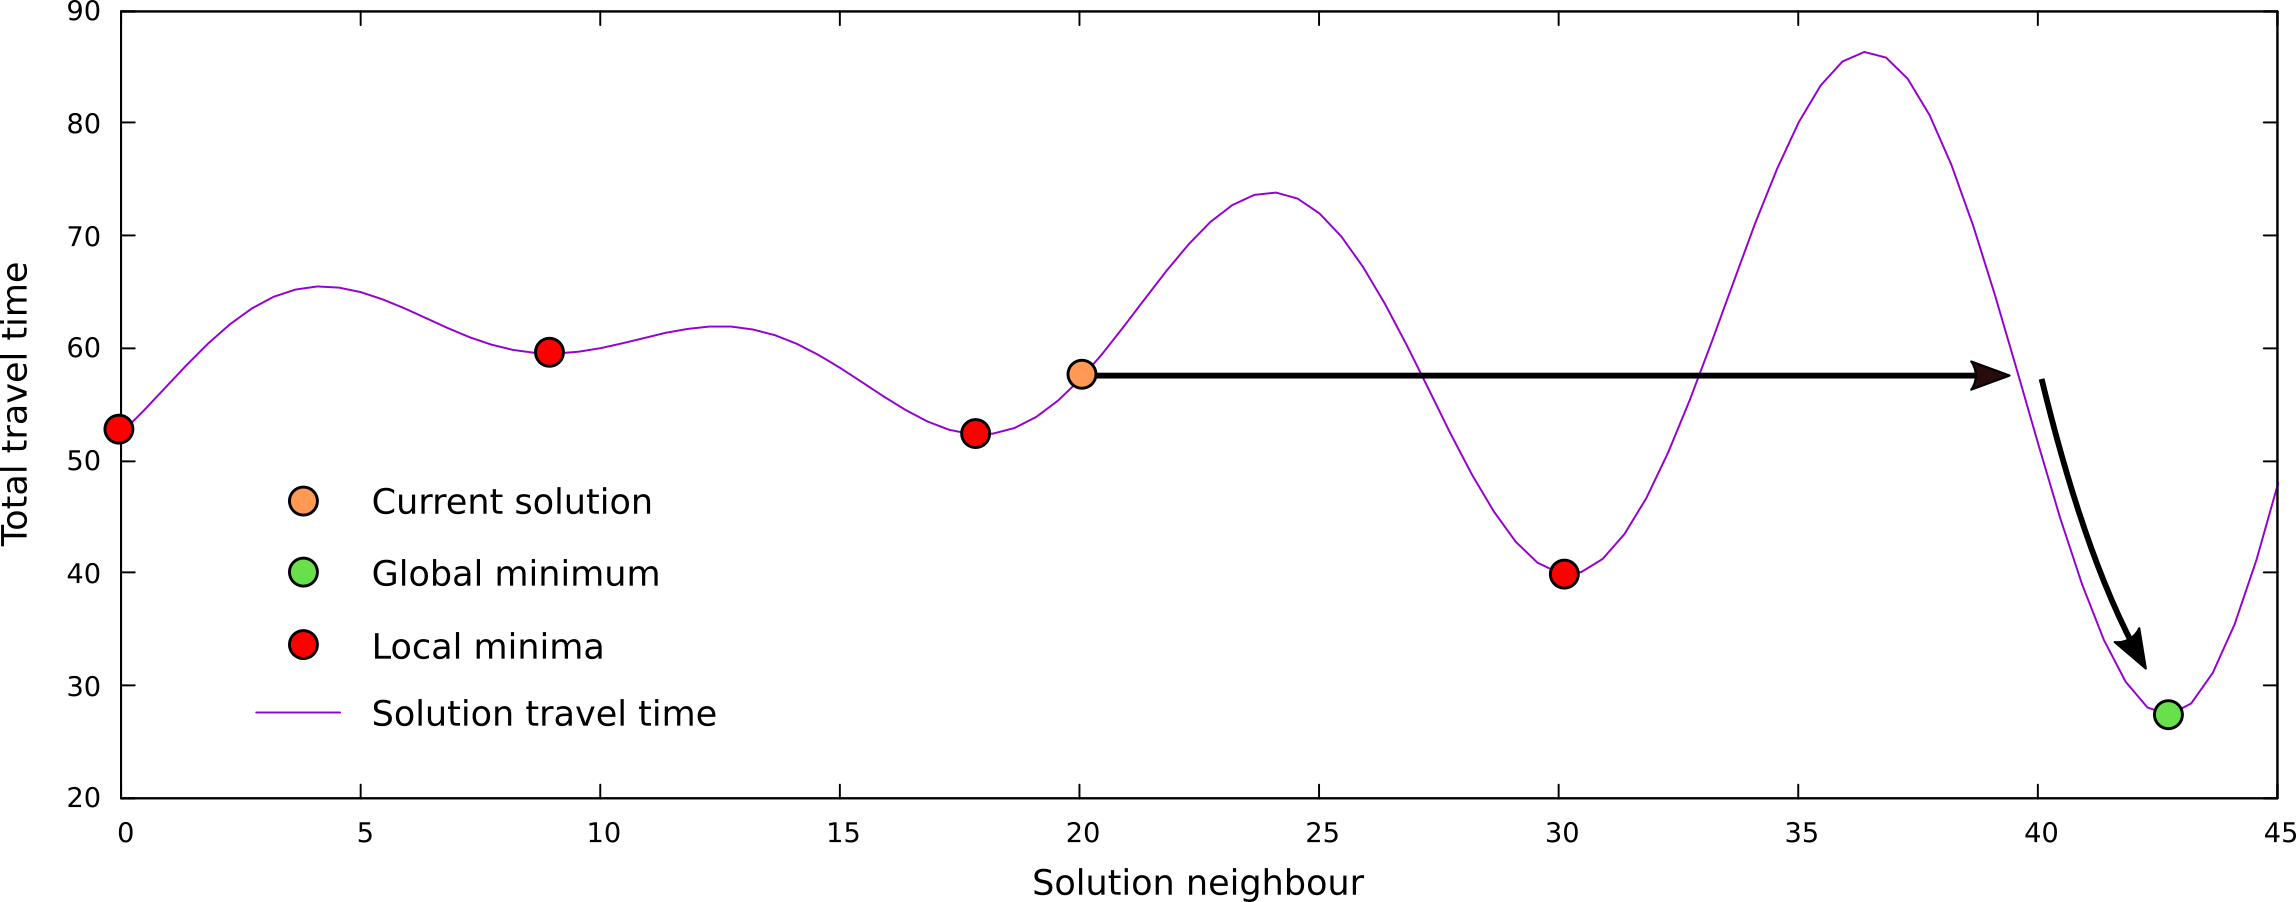 90
80
70
60
50
40
30
20
Total travel time
Current solution
Global minimum
Local minima
Solution travel time
0 5 10 15 20 25 30 35 40 45
Solution neighbour